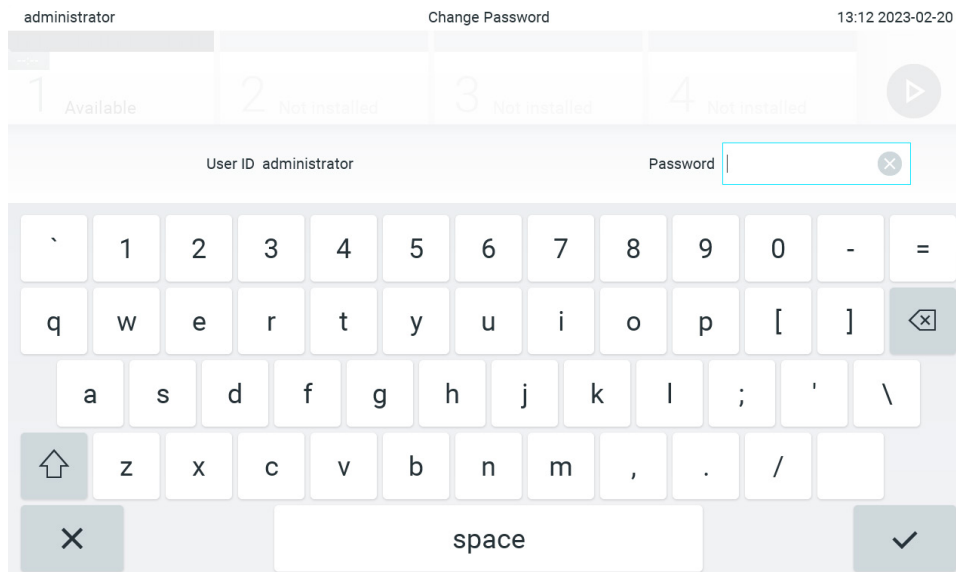 administrator Change Password 13:12 2023-02-20
1 Available 2 Not installed 3 Not installed 4 Not installed
User ID administrator Password
` 1 2 3 4 5 6 7 8 9 0 - =
q w e r t y u i o p [ ]
a s d f g h j k l ; ' \
z x c v b n m , . /
space